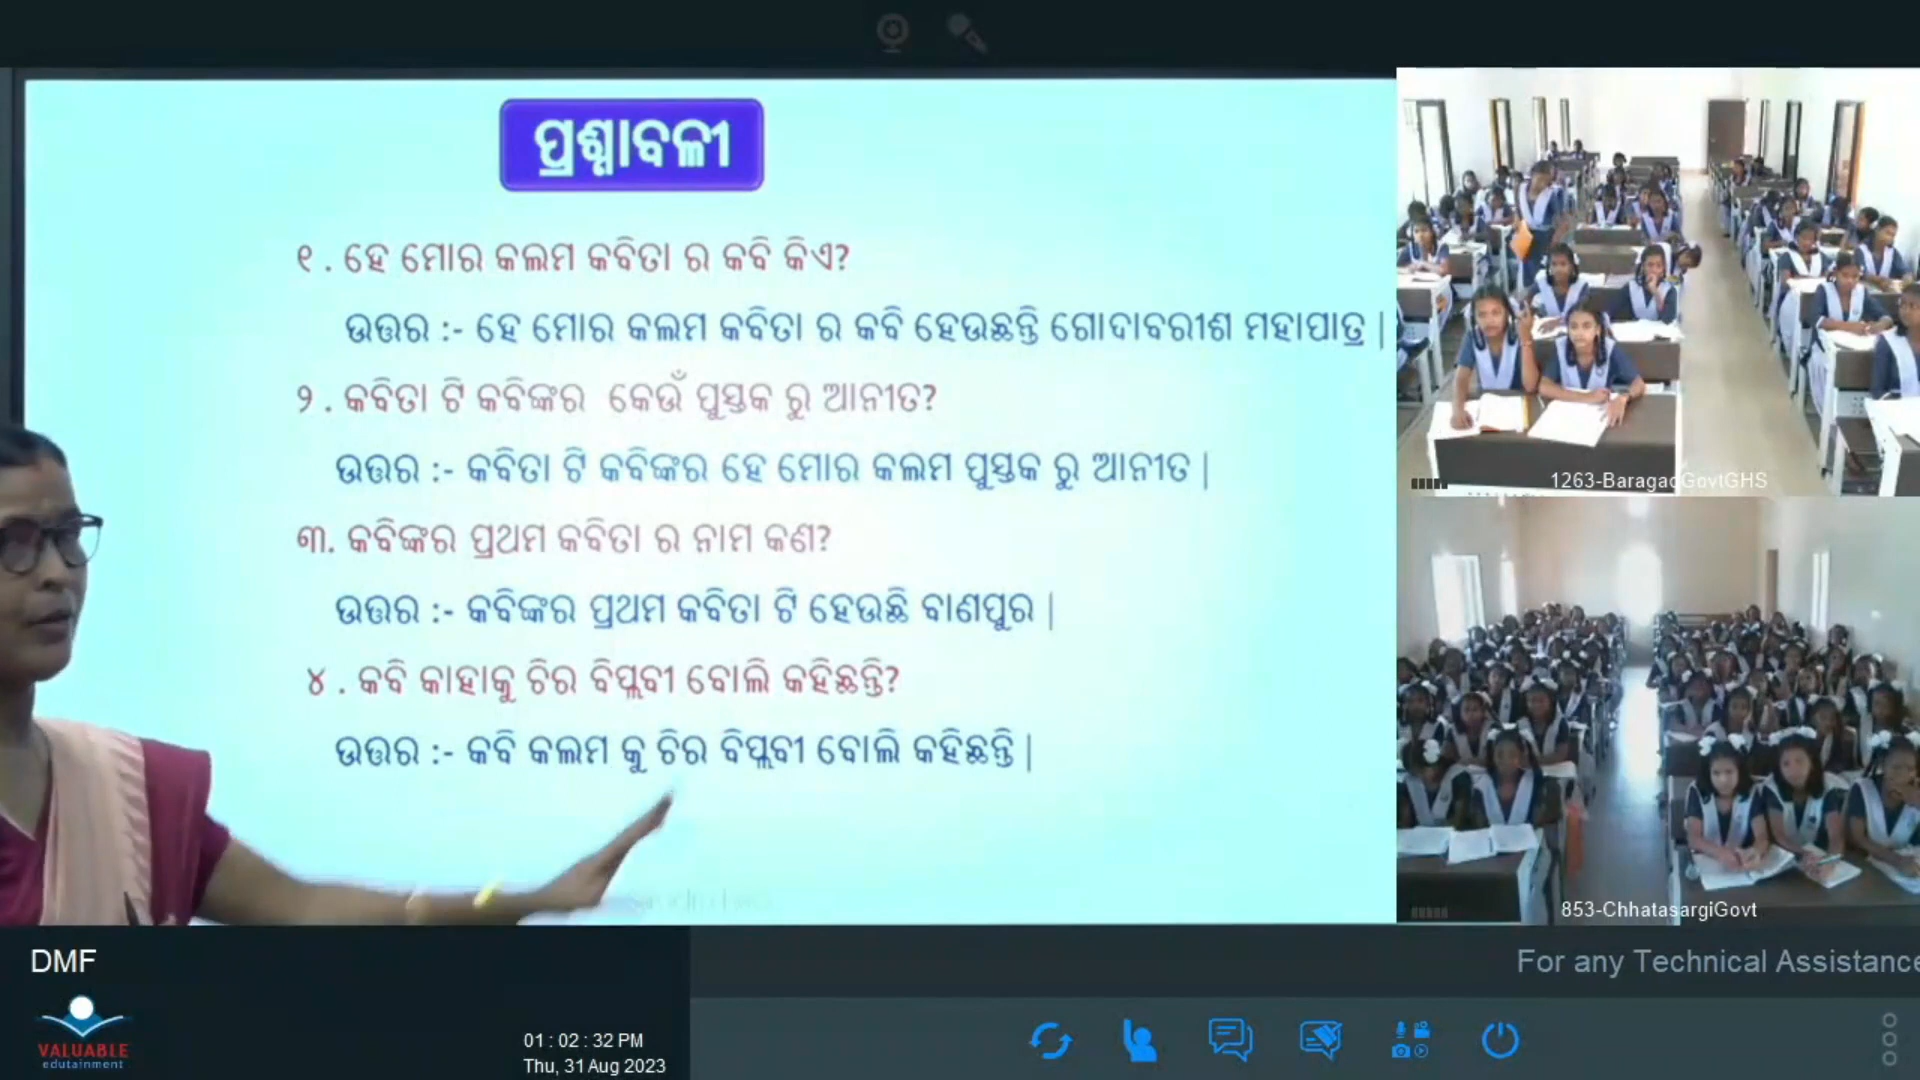 ପ୍ରଶ୍ନାବଳୀ
୧ . ହେ ମୋର କଲମ କବିତା ର କବି କିଏ?
ଉତ୍ତର :- ହେ ମୋର କଲମ କବିତା ର କବି ହେଉଛନ୍ତି ଗୋଦାବରୀଶ ମହାପାତ୍ର |
୨ . କବିତା ଟି କବିଙ୍କର କେଉଁ ପୁସ୍ତକ ରୁ ଆନୀତ?
ଉତ୍ତର :- କବିତା ଟି କବିଙ୍କର ହେ ମୋର କଲମ ପୁସ୍ତକ ରୁ ଆନୀତ |
୩. କବିଙ୍କର ପ୍ରଥମ କବିତା ର ନାମ କଣ?
ଉତ୍ତର :- କବିଙ୍କର ପ୍ରଥମ କବିତା ଟି ହେଉଛି ବାଣପୁର |
୪ . କବି କାହାକୁ ଚିର ବିପ୍ଳବୀ ବୋଲି କହିଛନ୍ତି?
ଉତ୍ତର :- କବି କଲମ କୁ ଚିର ବିପ୍ଳବୀ ବୋଲି କହିଛନ୍ତି |
1263-BaragaoGovtGHS
853-ChhatasargiGovt
DMF
For any Technical Assistance
VALUABLE
edutainment
01 : 02 : 32 PM
Thu, 31 Aug 2023